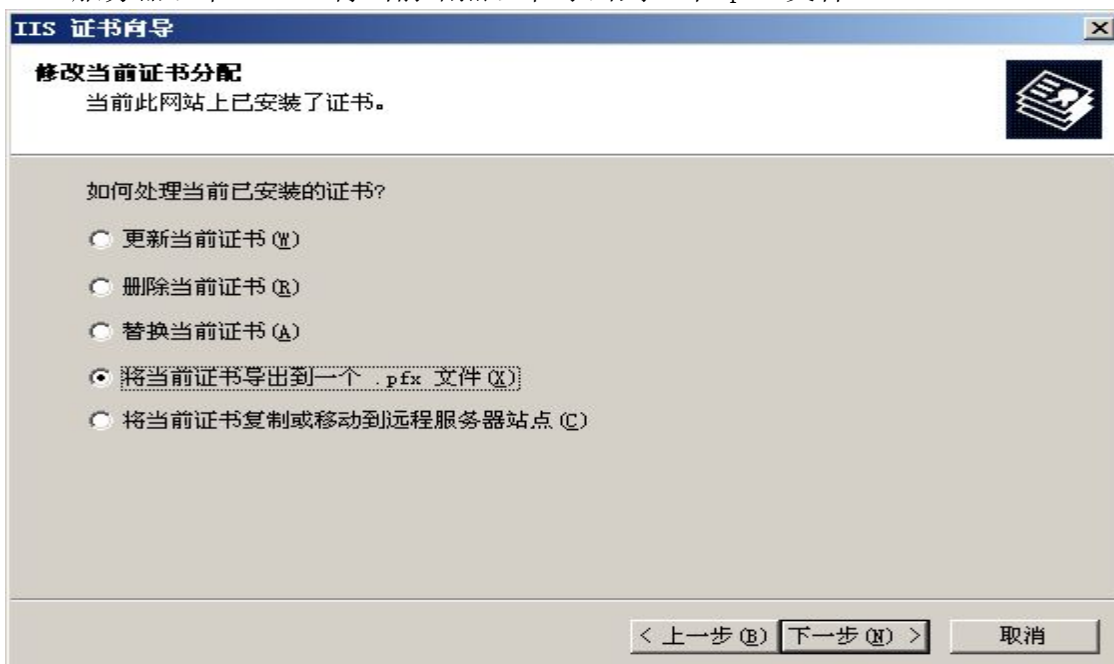 IIS 证书向导
修改当前证书分配
当前此网站上已安装了证书。
如何处理当前已安装的证书?
更新当前证书(W)
删除当前证书(R)
替换当前证书(A)
将当前证书导出到一个 .pfx 文件(X)
将当前证书复制或移动到远程服务器站点(C)
< 上一步(B) 下一步(N) > 取消